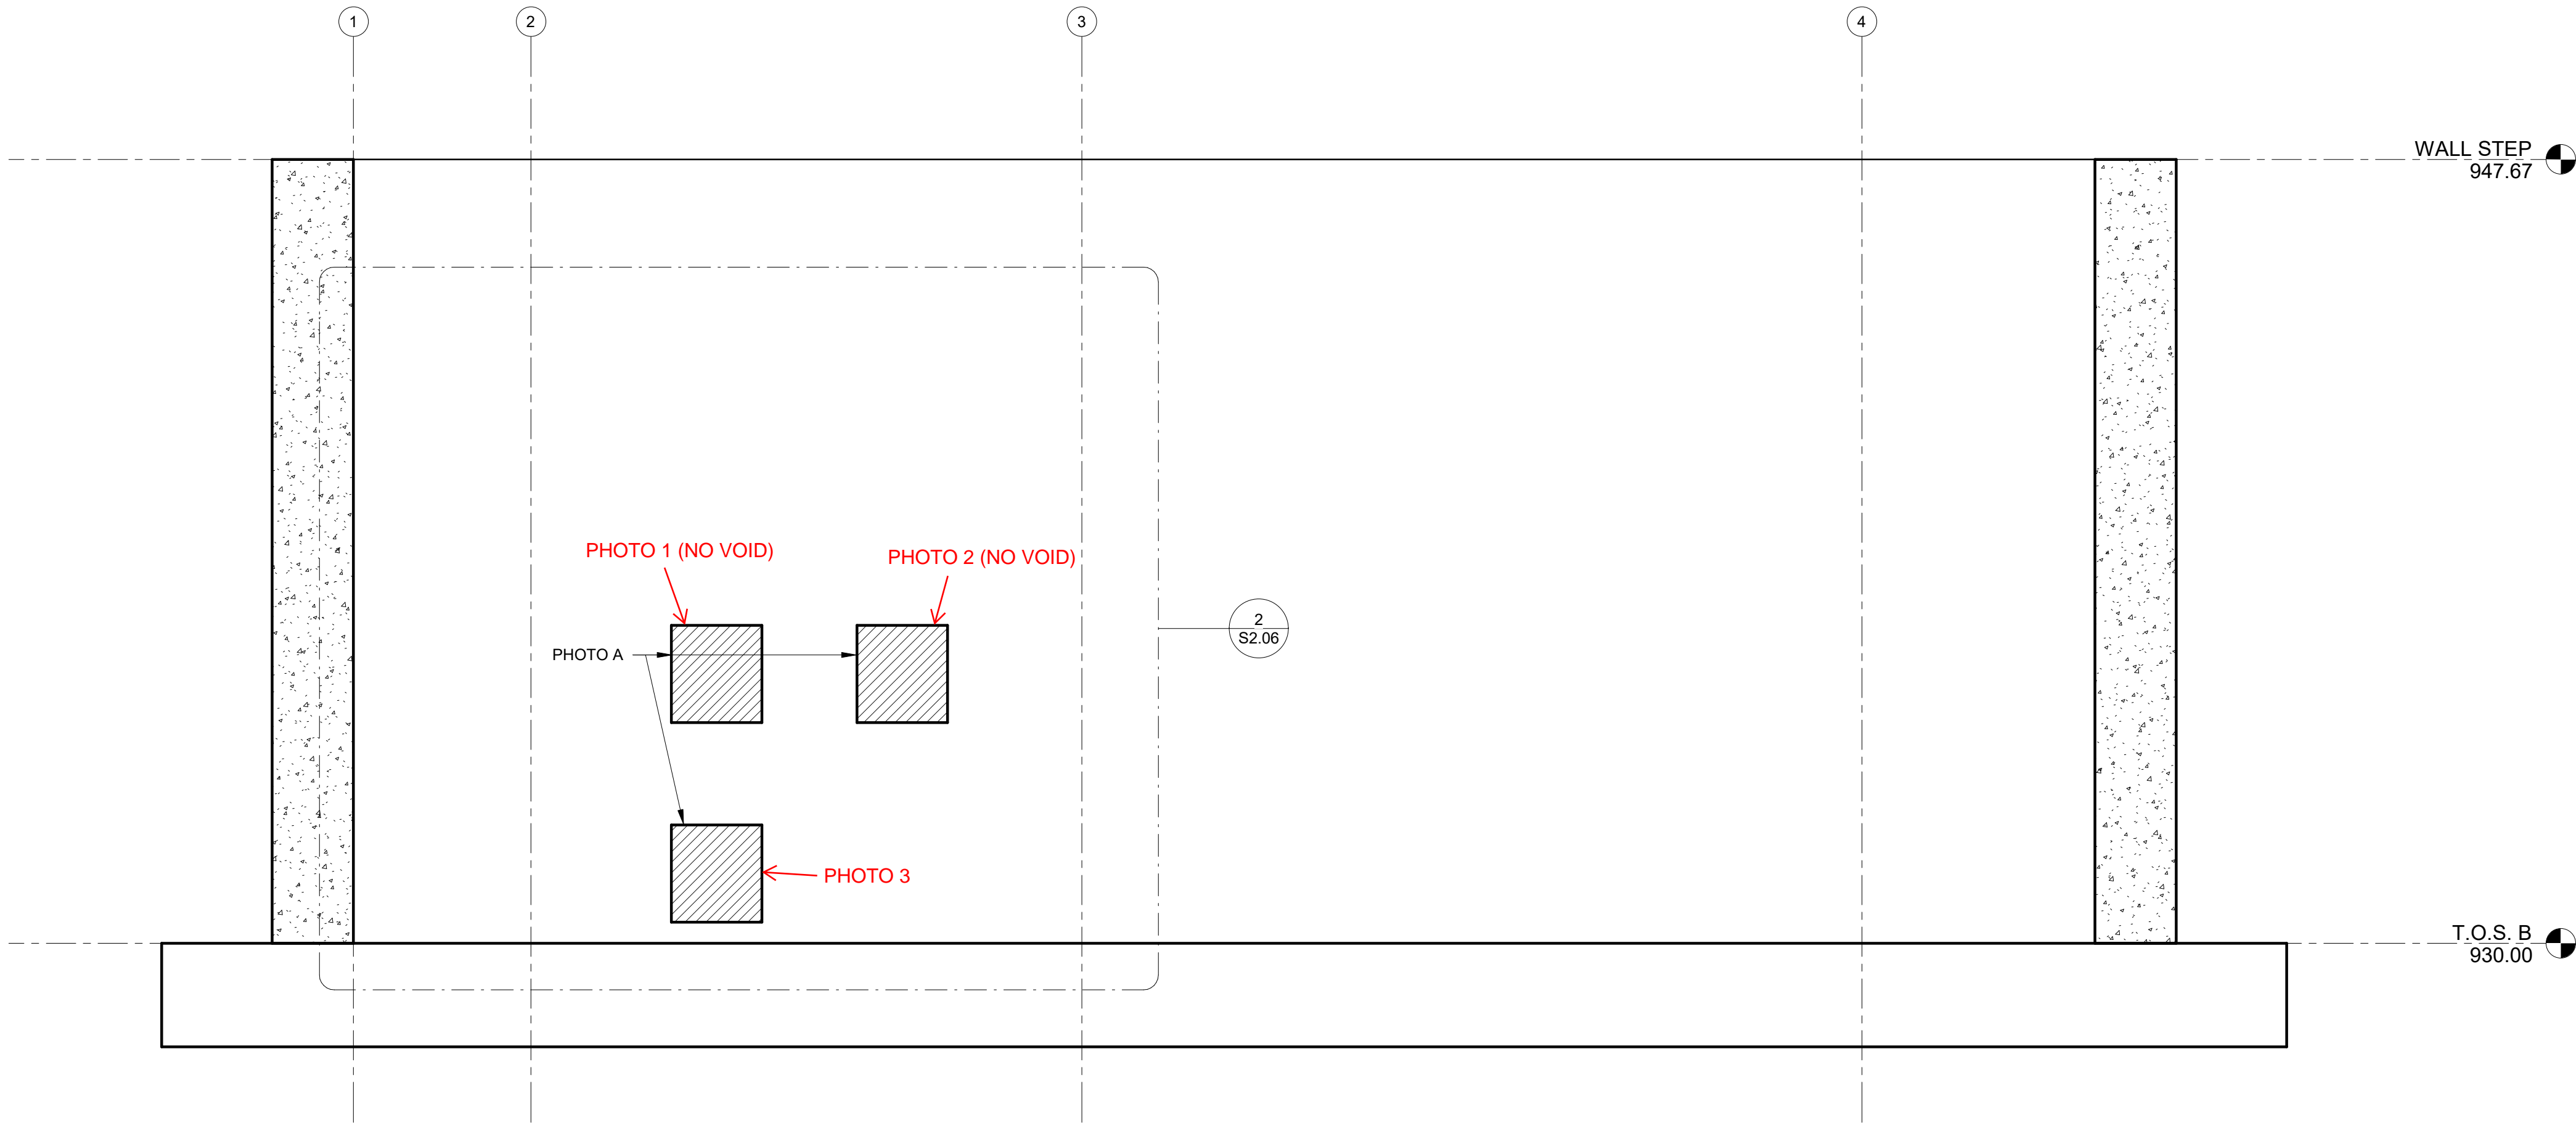 1
2
3
4
WALL STEP
947.67
PHOTO 1 (NO VOID)
PHOTO 2 (NO VOID)
2
S2.06
PHOTO A
PHOTO 3
T.O.S. B
930.00